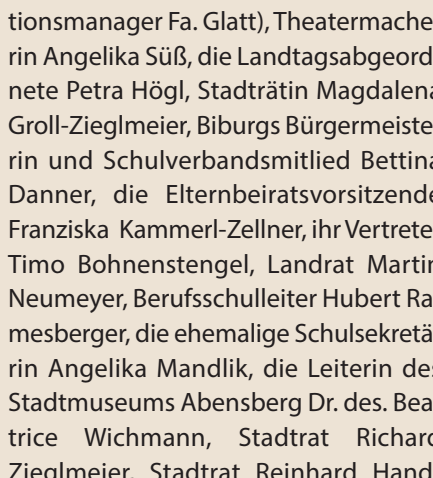 tionsmanager Fa. Glatt), Theatermache
rin Angelika Süß, die Landtagsabgeord
nete Petra Högl, Stadträtin Magdalena
Groll-Zieglmeier, Biburgs Bürgermeiste
rin und Schulverbandsmitlied Bettina
Danner, die Elternbeiratsvorsitzende
Franziska Kammerl-Zellner, ihr Vertrete
Timo Bohnenstengel, Landrat Martin
Neumeyer, Berufsschulleiter Hubert Ra
mesberger, die ehemalige Schulsekretä
rin Angelika Mandlik, die Leiterin des
Stadtmuseums Abensberg Dr. des. Bea
trice Wichmann, Stadtrat Richard
Zieglmeier, Stadtrat Reinhard Hand